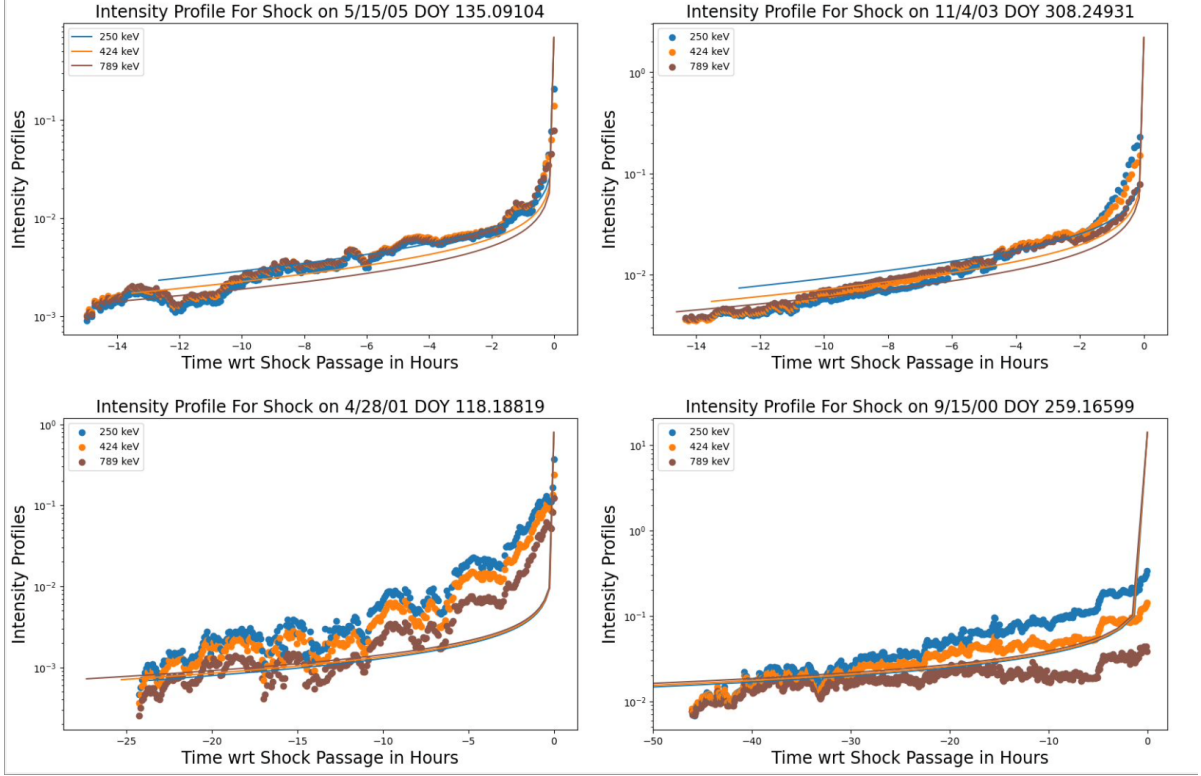 Intensity Profile For Shock on 5/15/05 DOY 135.09104
250 keV
424 keV
789 keV
10⁻¹
10⁻²
10⁻³
Intensity Profiles
−14 −12 −10 −8 −6 −4 −2 0
Time wrt Shock Passage in Hours
Intensity Profile For Shock on 11/4/03 DOY 308.24931
250 keV
424 keV
789 keV
10⁰
10⁻¹
10⁻²
Intensity Profiles
−14 −12 −10 −8 −6 −4 −2 0
Time wrt Shock Passage in Hours
Intensity Profile For Shock on 4/28/01 DOY 118.18819
250 keV
424 keV
789 keV
10⁰
10⁻¹
10⁻²
10⁻³
Intensity Profiles
−25 −20 −15 −10 −5 0
Time wrt Shock Passage in Hours
Intensity Profile For Shock on 9/15/00 DOY 259.16599
250 keV
424 keV
789 keV
10¹
10⁰
10⁻¹
10⁻²
Intensity Profiles
−50 −40 −30 −20 −10 0
Time wrt Shock Passage in Hours